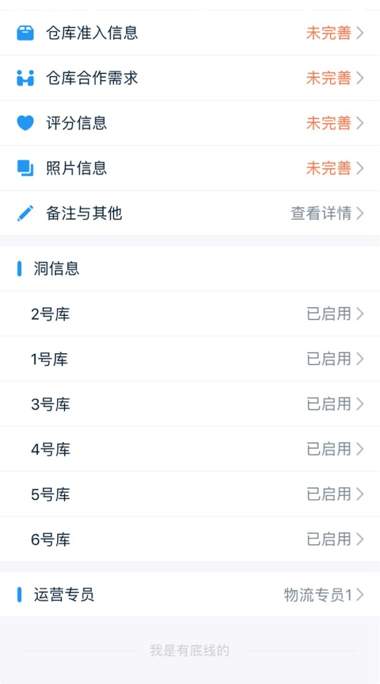 仓库准入信息 未完善
仓库合作需求 未完善
评分信息 未完善
照片信息 未完善
备注与其他 查看详情
洞信息
2号库 已启用
1号库 已启用
3号库 已启用
4号库 已启用
5号库 已启用
6号库 已启用
运营专员 物流专员1
我是有底线的